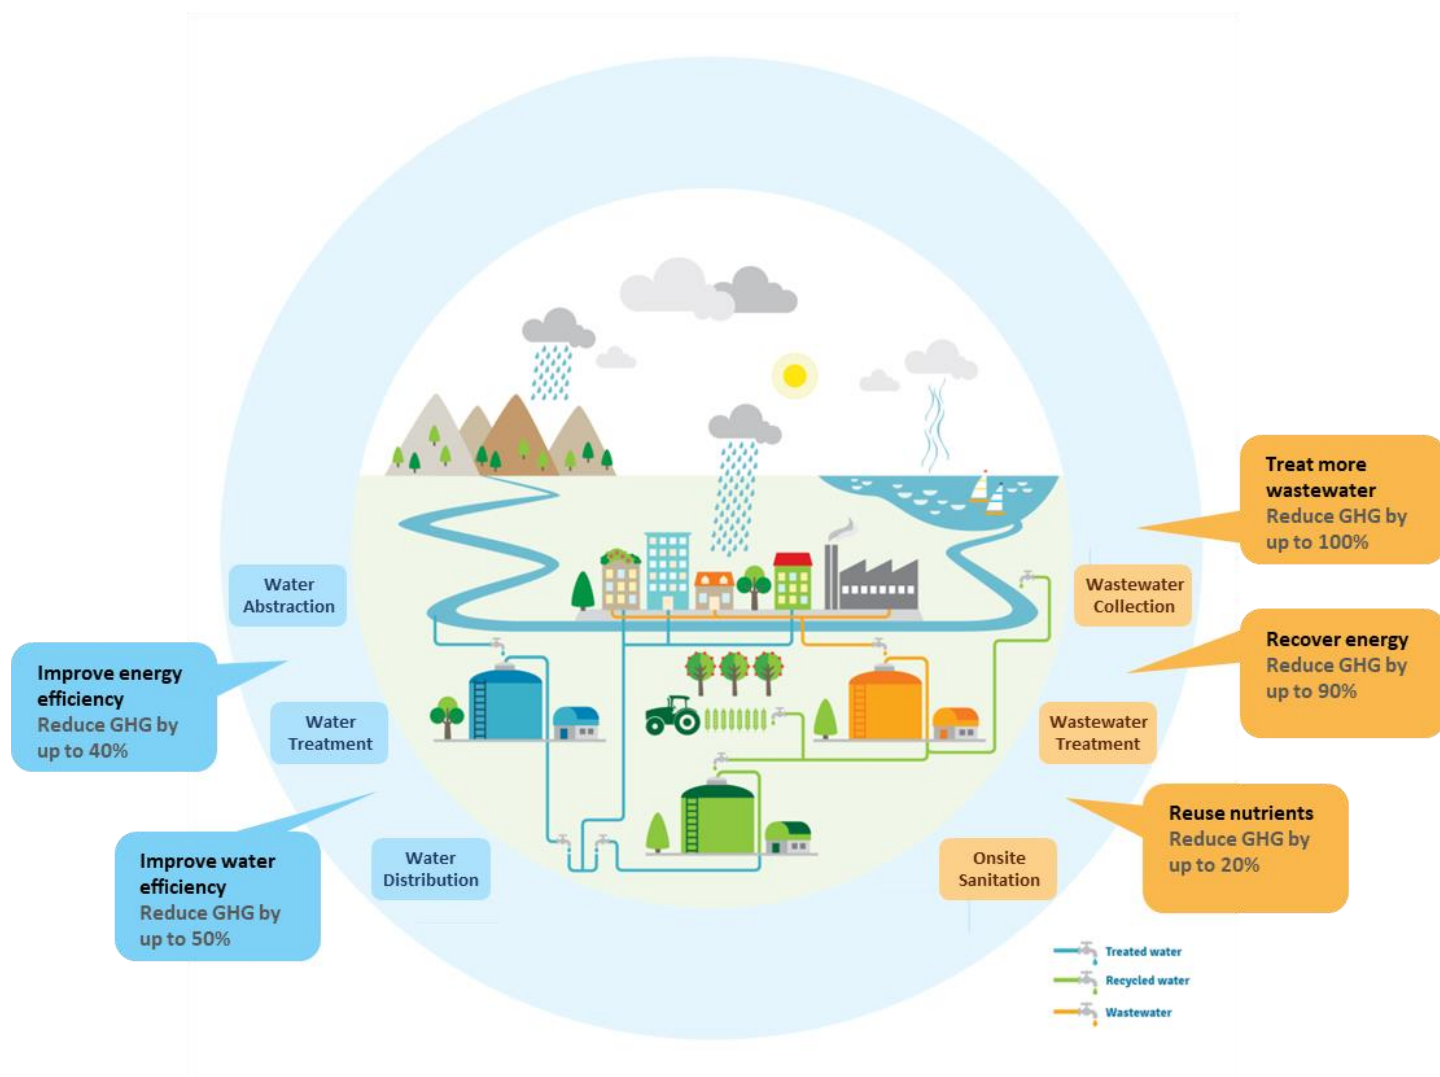 Treat more
wastewater
Reduce GHG by
up to 100%
Water
Abstraction
Wastewater
Collection
Improve energy
efficiency
Reduce GHG by
up to 40%
Recover energy
Reduce GHG by
up to 90%
Water
Treatment
Wastewater
Treatment
Reuse nutrients
Reduce GHG by
up to 20%
Improve water
efficiency
Reduce GHG by
up to 50%
Water
Distribution
Onsite
Sanitation
Treated water
Recycled water
Wastewater